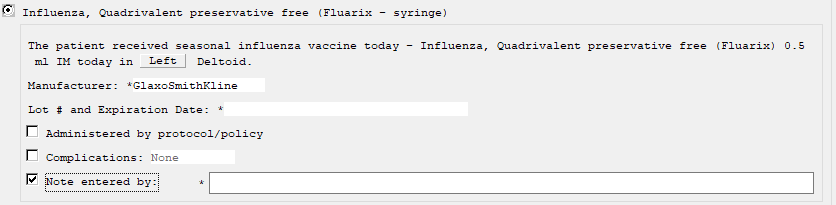 Influenza, Quadrivalent preservative free (Fluarix - syringe)
The patient received seasonal influenza vaccine today - Influenza, Quadrivalent preservative free (Fluarix) 0.5
ml IM today in Left Deltoid.
Manufacturer: *GlaxoSmithKline
Lot # and Expiration Date: *
Administered by protocol/policy
Complications: None
Note entered by: *